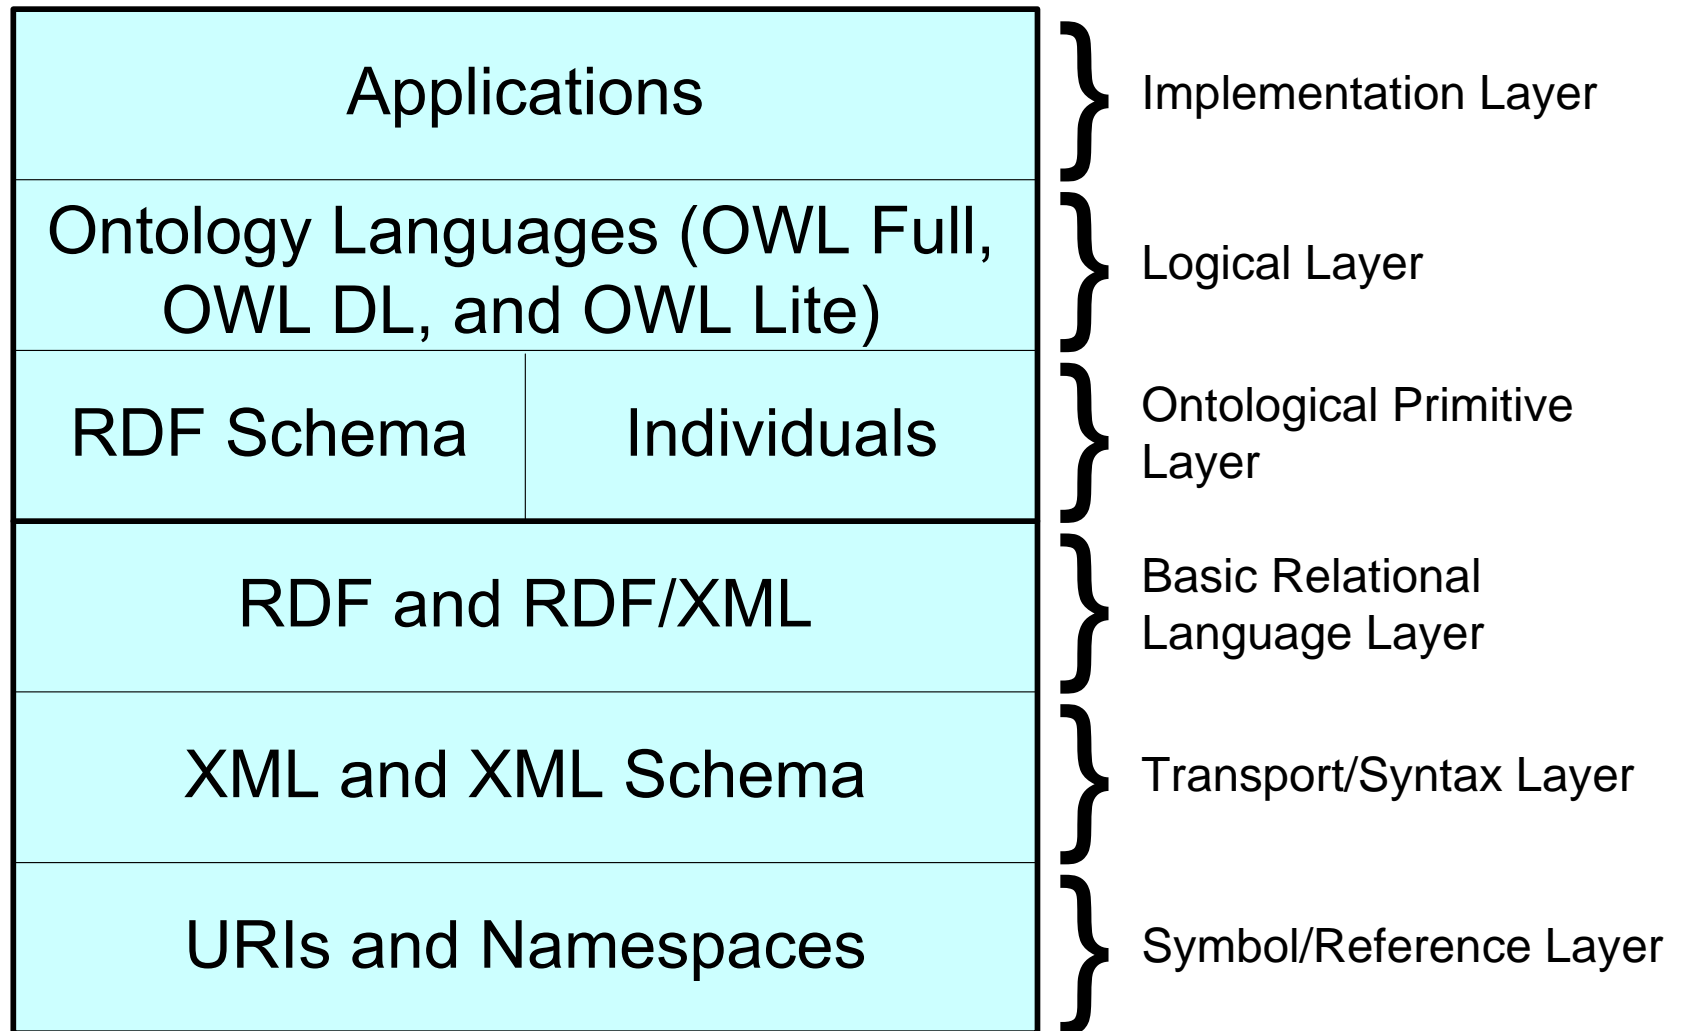 Applications
Implementation Layer
Ontology Languages (OWL Full,
OWL DL, and OWL Lite)
Logical Layer
RDF Schema
Individuals
Ontological Primitive
Layer
RDF and RDF/XML
Basic Relational
Language Layer
XML and XML Schema
Transport/Syntax Layer
URIs and Namespaces
Symbol/Reference Layer